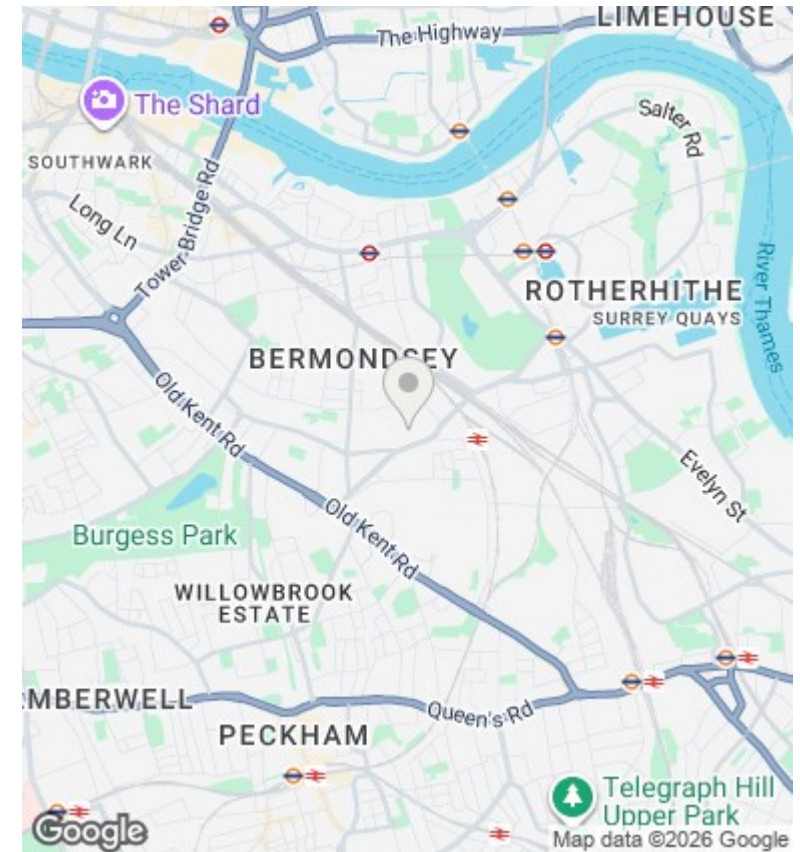 LIMEHOUSE
The Highway
The Shard
Salter Rd
SOUTHWARK
Tower Bridge Rd
Long Ln
River Thames
ROTHERHITHE
SURREY QUAYS
BERMONDSEY
Old Kent Rd
Evelyn St
Old Kent Rd
Burgess Park
WILLOWBROOK
ESTATE
MBERWELL
Queen's Rd
PECKHAM
Telegraph Hill
Upper Park
Google
Map data ©2026 Google